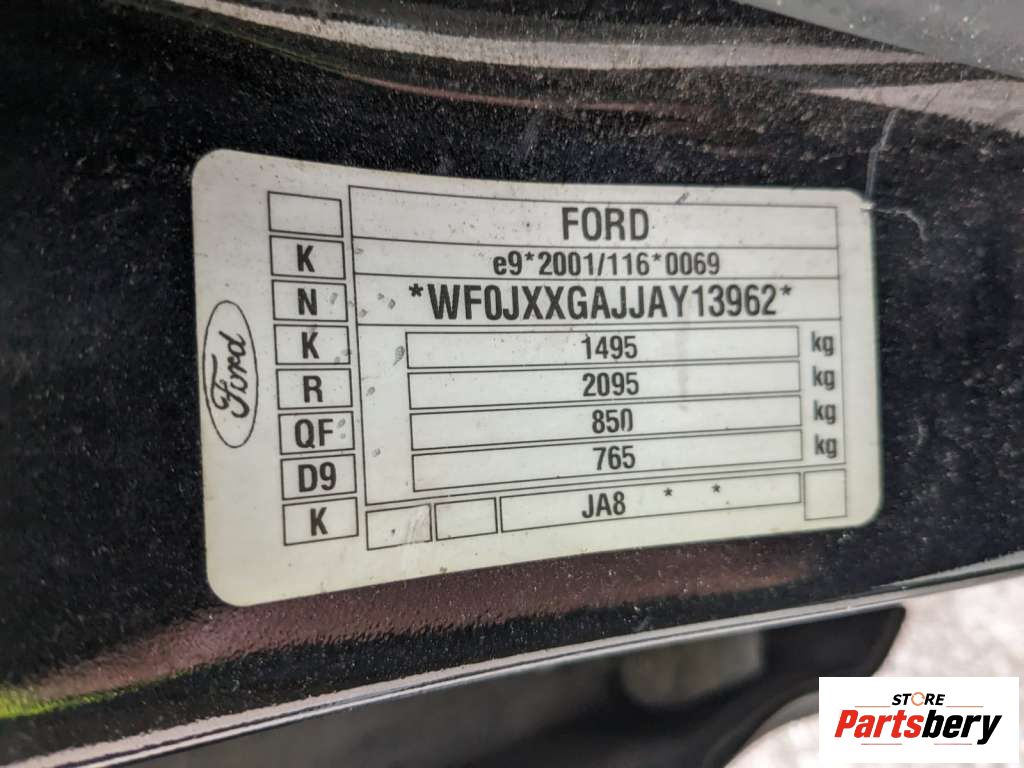 FORD
K e9*2001/116*0069
N *WF0JXXGAJJAY13962*
K 1495 kg
R 2095 kg
QF 850 kg
D9 765 kg
K JA8 * *
Ford
STORE
Partsbery